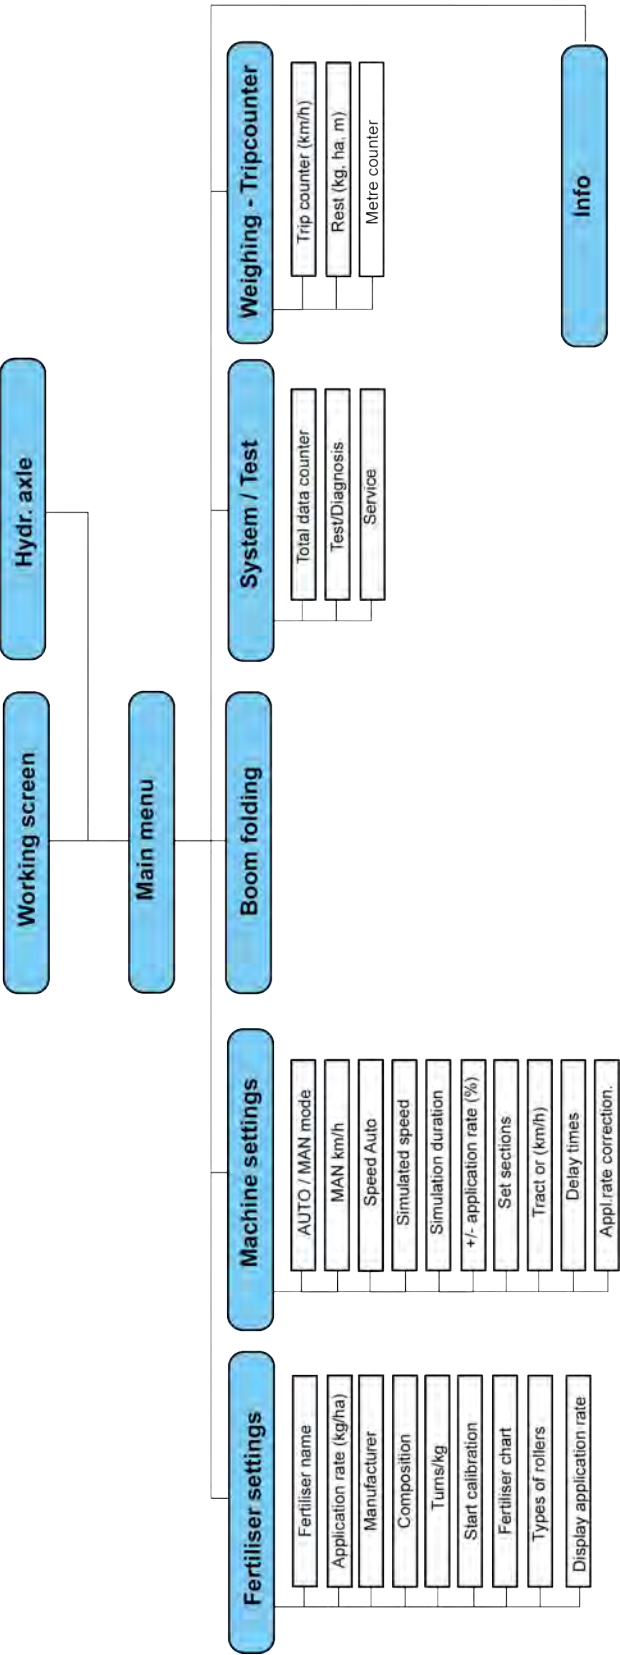 Working screen
Hydr. axle
Main menu
Fertiliser settings
Fertiliser name
Application rate (kg/ha)
Manufacturer
Composition
Turns/kg
Start calibration
Fertiliser chart
Types of rollers
Display application rate
Machine settings
AUTO / MAN mode
MAN km/h
Speed Auto
Simulated speed
Simulation duration
+/- application rate (%)
Set sections
Tract or (km/h)
Delay times
Appl.rate correction.
Boom folding
System / Test
Total data counter
Test/Diagnosis
Service
Weighing - Tripcounter
Trip counter (km/h)
Rest (kg, ha, m)
Metre counter
Info